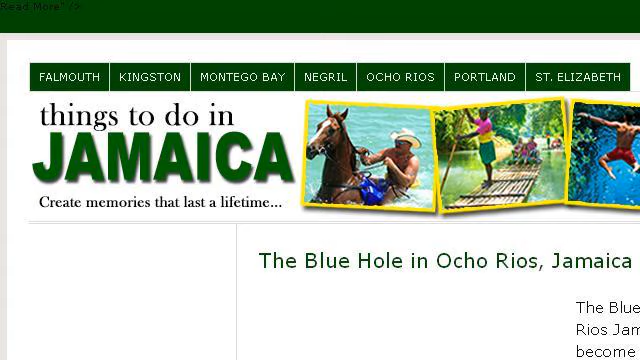 Read More" />
FALMOUTH KINGSTON MONTEGO BAY NEGRIL OCHO RIOS PORTLAND ST. ELIZABETH
things to do in
JAMAICA
Create memories that last a lifetime...
The Blue Hole in Ocho Rios, Jamaica
The Blue
Rios Jam
become